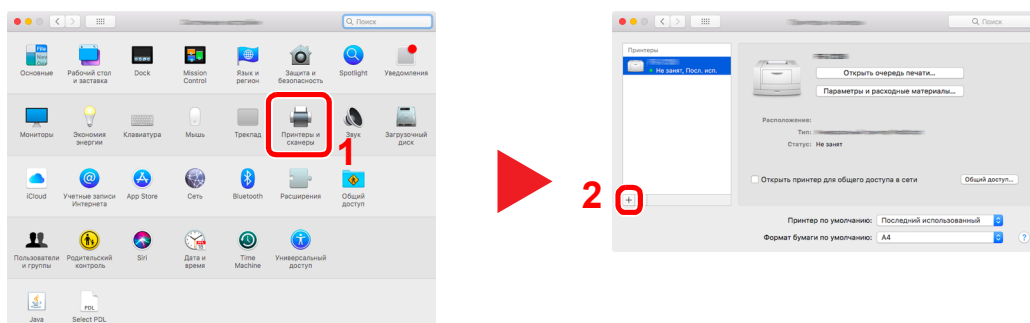 Поиск
Основные
Рабочий стол
и заставка
Dock
Mission
Control
Язык и
регион
Защита и
безопасность
Spotlight
Уведомления
Мониторы
Экономия
энергии
Клавиатура
Мышь
Трекпад
Принтеры и
сканеры
Звук
Загрузочный
диск
1
iCloud
Учетные записи
Интернета
App Store
Сеть
Bluetooth
Расширения
Общий
доступ
Пользователи
и группы
Родительский
контроль
Siri
Дата и
время
Time
Machine
Универсальный
доступ
Java
PDL
Select PDL
Поиск
Принтеры
Не занят, Посл. исп.
Открыть очередь печати...
Параметры и расходные материалы...
Расположение:
Тип:
Статус: Не занят
Открыть принтер для общего доступа в сети
Общий доступ...
2
+
Принтер по умолчанию: Последний использованный
Формат бумаги по умолчанию: A4
?